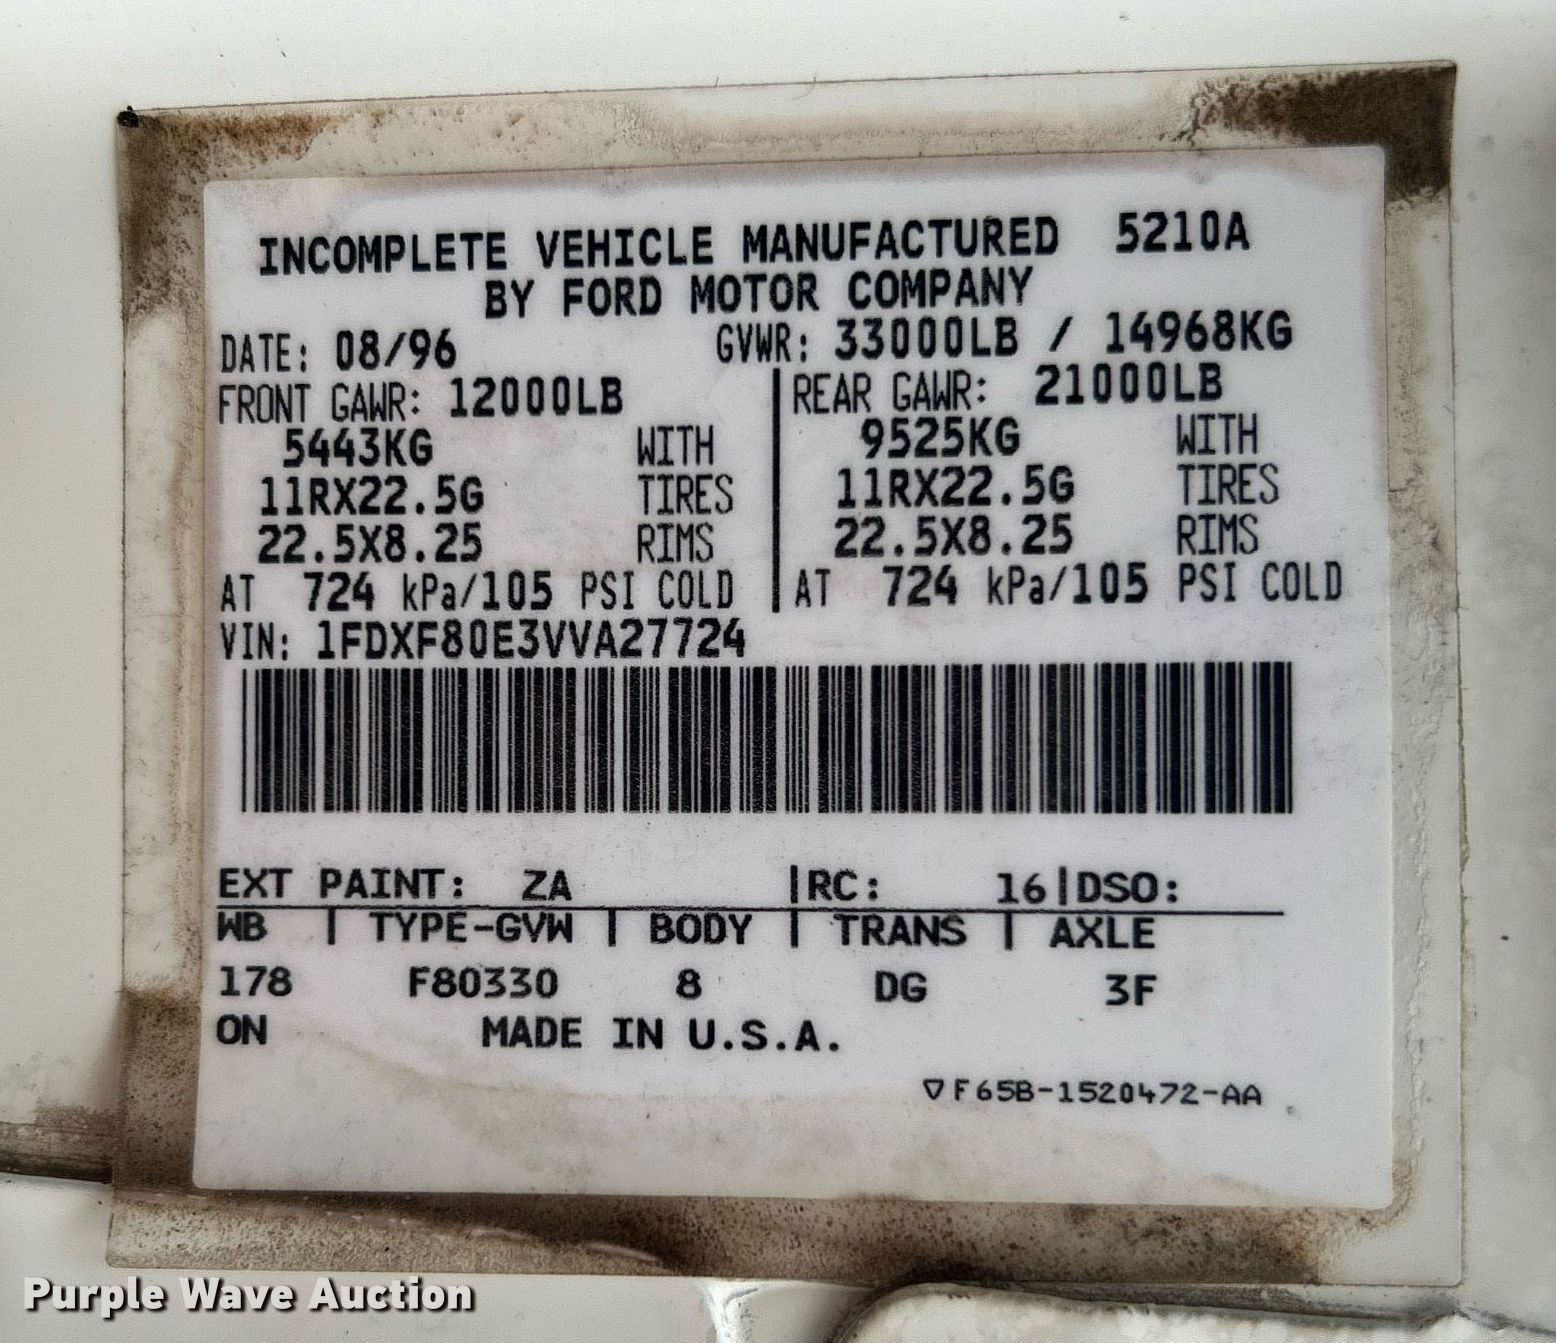 INCOMPLETE VEHICLE MANUFACTURED 5210A
BY FORD MOTOR COMPANY
DATE: 08/96 GVWR: 33000LB / 14968KG
FRONT GAWR: 12000LB | REAR GAWR: 21000LB
5443KG WITH | 9525KG WITH
11RX22.5G TIRES | 11RX22.5G TIRES
22.5X8.25 RIMS | 22.5X8.25 RIMS
AT 724 kPa/105 PSI COLD | AT 724 kPa/105 PSI COLD
VIN: 1FDXF80E3VVA27724
EXT PAINT: ZA |RC: 16|DSO:
WB | TYPE-GVW | BODY | TRANS | AXLE
178 F80330 8 DG 3F
ON MADE IN U.S.A.
▽F65B-1520472-AA
Purple Wave Auction